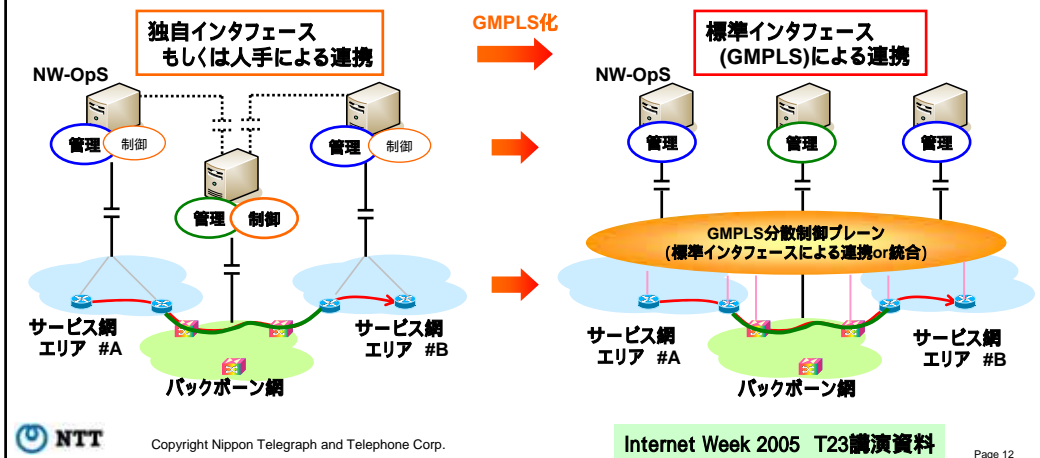 独自インタフェース
もしくは人手による連携
NW-OpS
管理
制御
管理
制御
管理
制御
サービス網
エリア #A
サービス網
エリア #B
バックボーン網
GMPLS化
標準インタフェース
(GMPLS)による連携
NW-OpS
管理
管理
管理
GMPLS分散制御プレーン
(標準インタフェースによる連携or統合)
サービス網
エリア #A
サービス網
エリア #B
バックボーン網
NTT
Copyright Nippon Telegraph and Telephone Corp.
Internet Week 2005 T23講演資料
Page 12